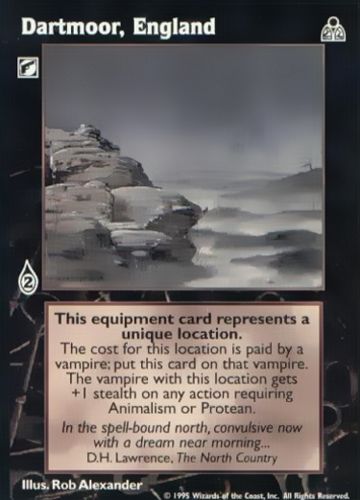 Dartmoor, England
2
This equipment card represents a
unique location.
The cost for this location is paid by a
vampire; put this card on that vampire.
The vampire with this location gets
+1 stealth on any action requiring
Animalism or Protean.
In the spell-bound north, convulsive now
with a dream near morning...
D.H. Lawrence, The North Country
Illus. Rob Alexander
© 1995 Wizards of the Coast, Inc. All Rights Reserved.